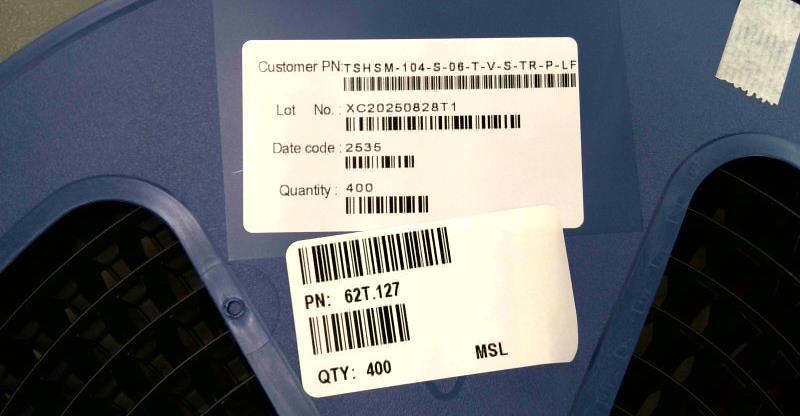 Customer PN:TSHSM-104-S-06-T-V-S-TR-P-LF
Lot No.: XC20250828T1
Date code: 2535
Quantity: 400
PN: 62T.127
QTY: 400 MSL